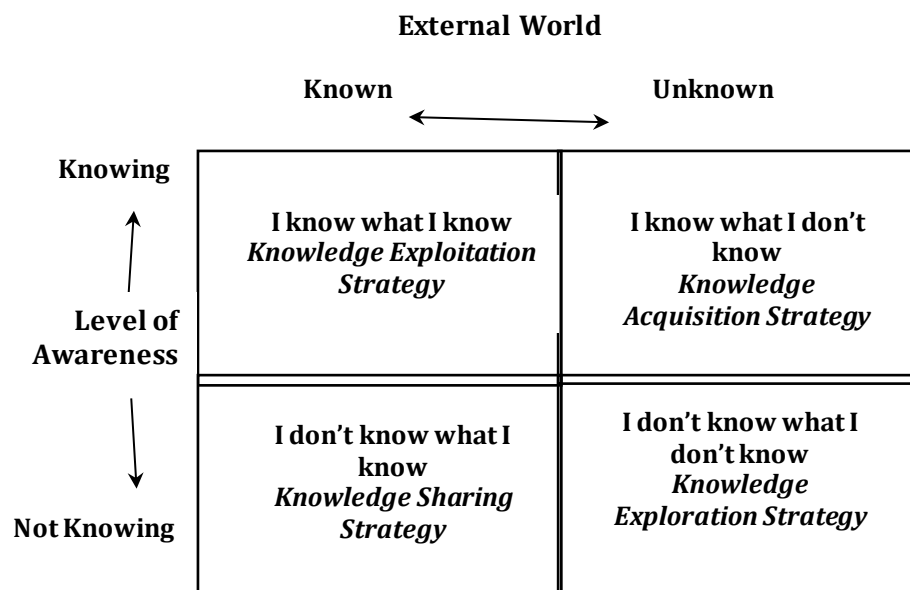 External World
Known
Unknown
Knowing
Level of
Awareness
Not Knowing
I know what I know
Knowledge Exploitation
Strategy
I know what I don’t
know
Knowledge
Acquisition Strategy
I don’t know what I
know
Knowledge Sharing
Strategy
I don’t know what I
don’t know
Knowledge
Exploration Strategy